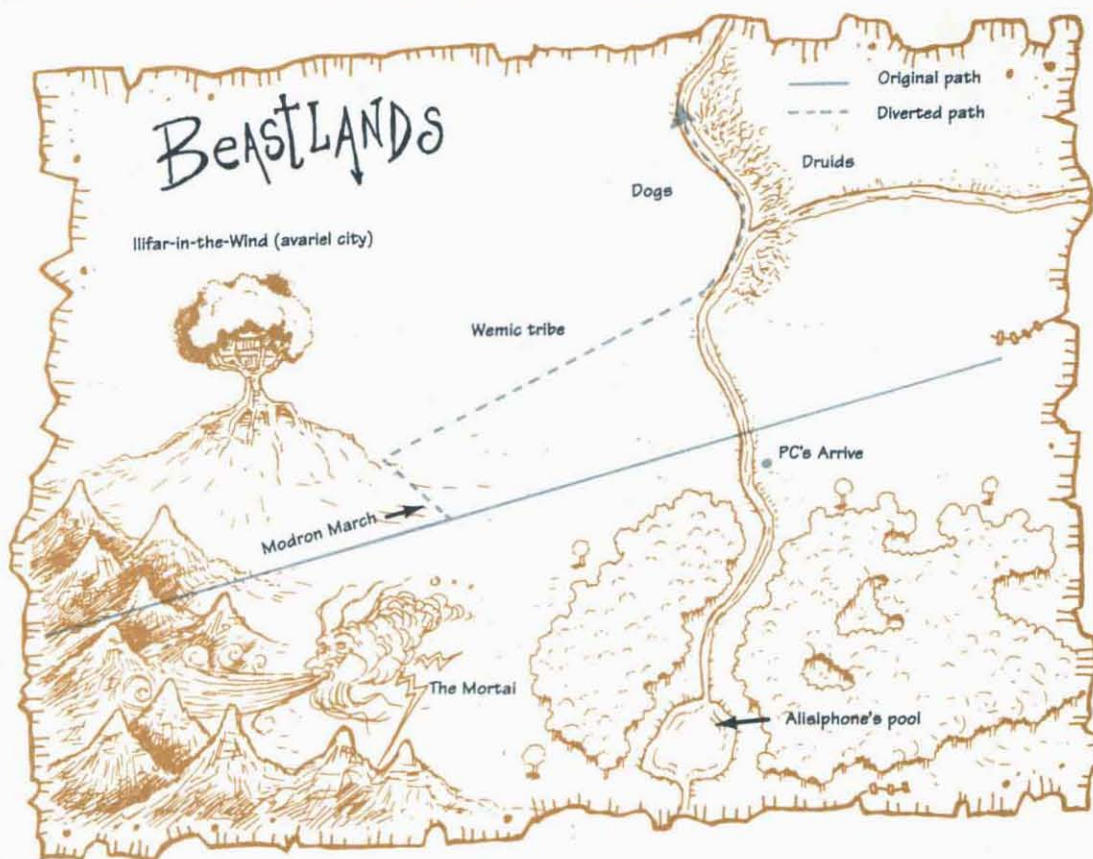 BEASTLANDS
Original path
Diverted path
Druids
Dogs
Ilifar-in-the-Wind (avariel city)
Wemic tribe
PC's Arrive
Modron March
The Mortai
Alisiphone's pool